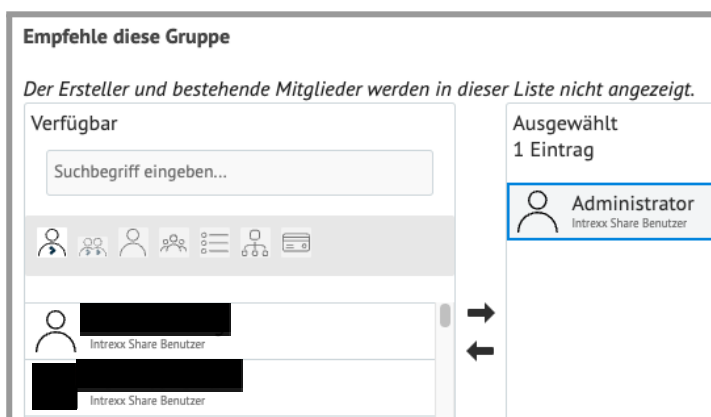 Empfehle diese Gruppe
Der Ersteller und bestehende Mitglieder werden in dieser Liste nicht angezeigt.
Verfügbar
Suchbegriff eingeben...
Intrexx Share Benutzer
Intrexx Share Benutzer
Ausgewählt
1 Eintrag
Administrator
Intrexx Share Benutzer